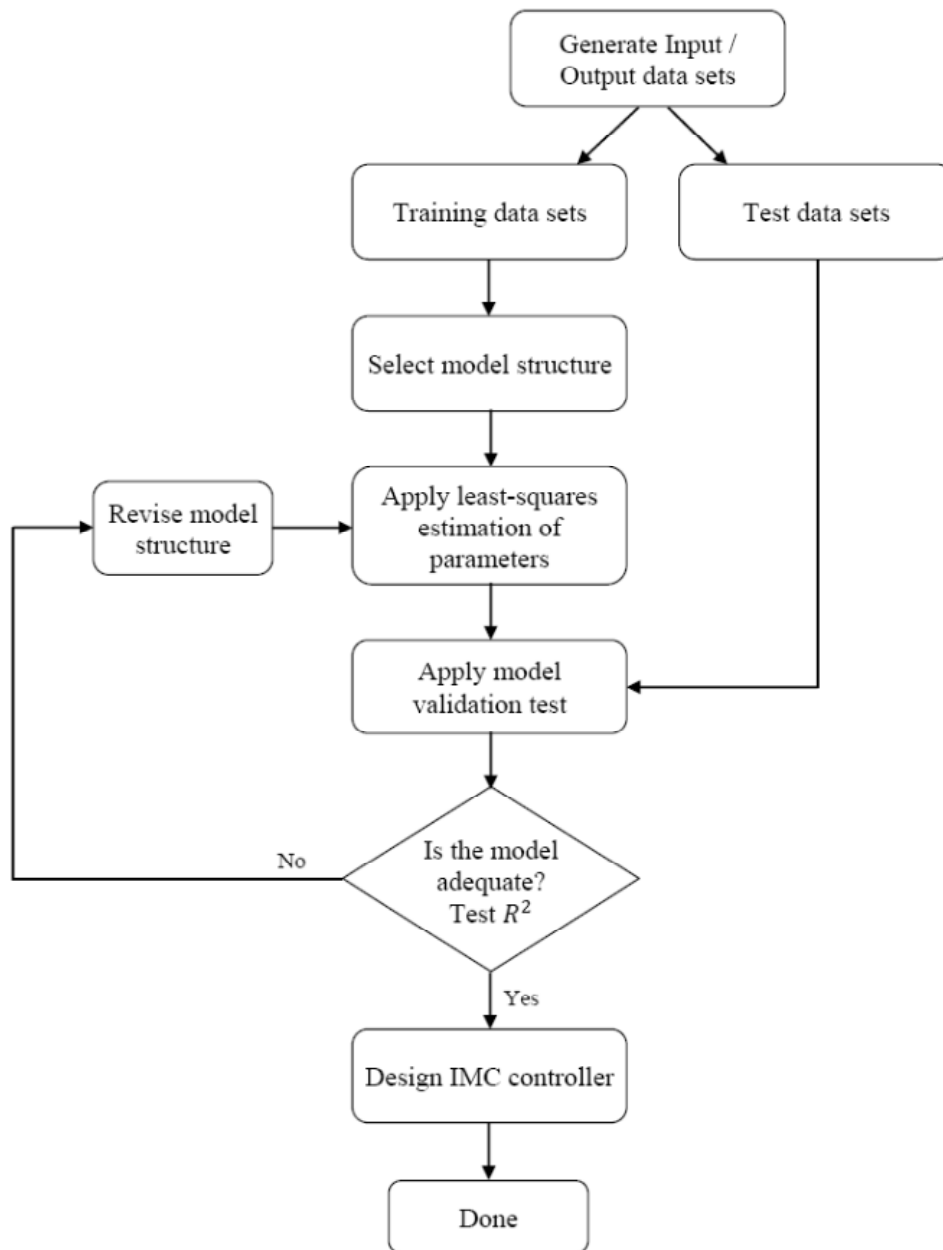 Generate Input /
Output data sets
Training data sets
Test data sets
Select model structure
Revise model
structure
Apply least-squares
estimation of
parameters
Apply model
validation test
Is the model
adequate?
Test R²
No
Yes
Design IMC controller
Done